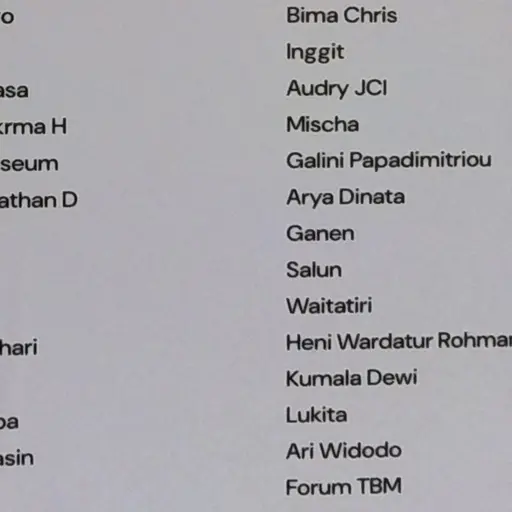 o
asa
rma H
seum
athan D
hari
oa
asin
Bima Chris
Inggit
Audry JCI
Mischa
Galini Papadimitriou
Arya Dinata
Ganen
Salun
Waitatiri
Heni Wardatur Rohmar
Kumala Dewi
Lukita
Ari Widodo
Forum TBM